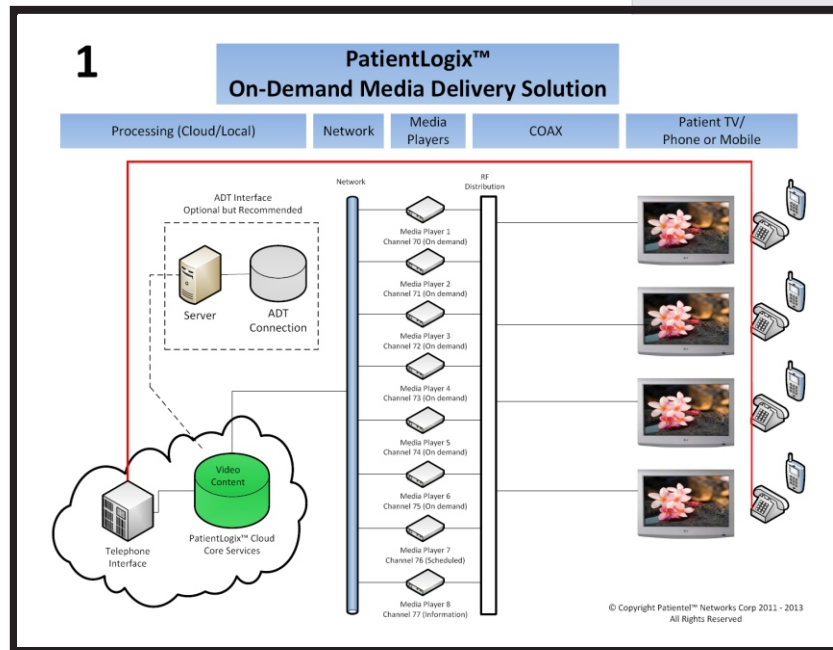 1
PatientLogix™
On-Demand Media Delivery Solution
Processing (Cloud/Local)
Network
Media
Players
COAX
Patient TV/
Phone or Mobile
Network
RF
Distribution
ADT Interface
Optional but Recommended
Server
ADT
Connection
Media Player 1
Channel 70 (On demand)
Media Player 2
Channel 71 (On demand)
Media Player 3
Channel 72 (On demand)
Media Player 4
Channel 73 (On demand)
Media Player 5
Channel 74 (On demand)
Media Player 6
Channel 75 (On demand)
Media Player 7
Channel 76 (Scheduled)
Media Player 8
Channel 77 (Information)
Video
Content
PatientLogix™ Cloud
Core Services
Telephone
Interface
© Copyright Patientel™ Networks Corp 2011 - 2013
All Rights Reserved